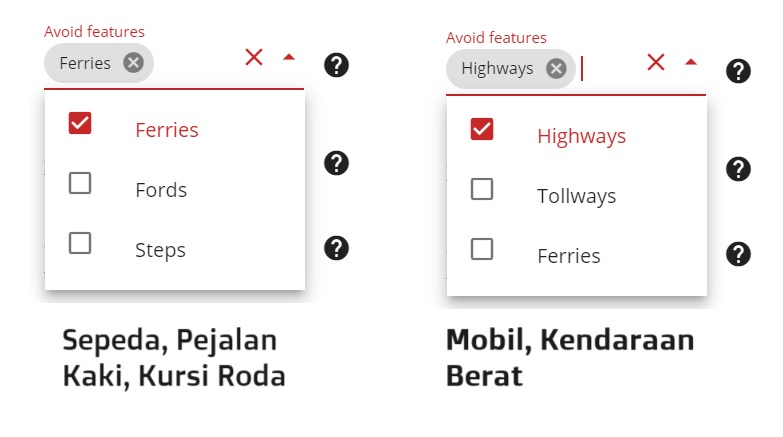 Avoid features
Ferries
Ferries
Fords
Steps
Sepeda, Pejalan
Kaki, Kursi Roda
Avoid features
Highways
Highways
Tollways
Ferries
Mobil, Kendaraan
Berat